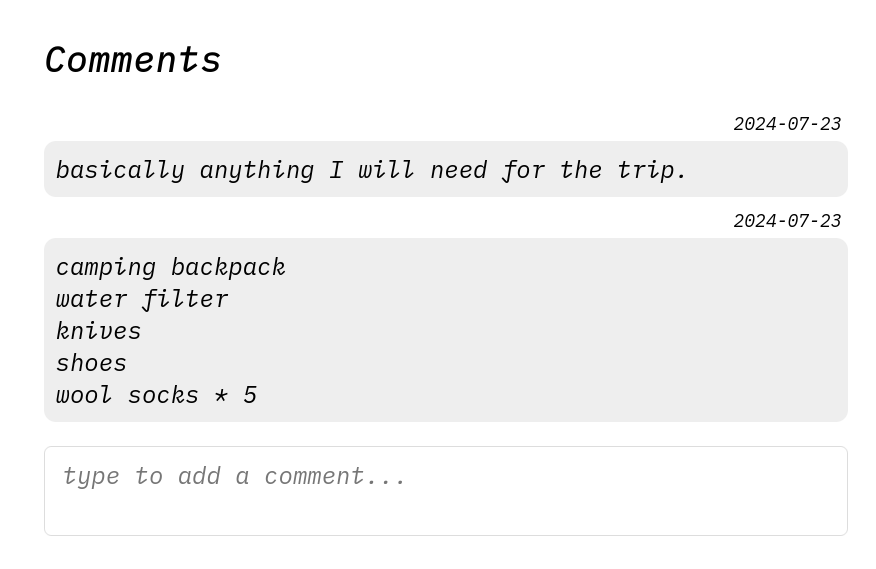 Comments
2024-07-23
basically anything I will need for the trip.
2024-07-23
camping backpack
water filter
knives
shoes
wool socks * 5
type to add a comment...